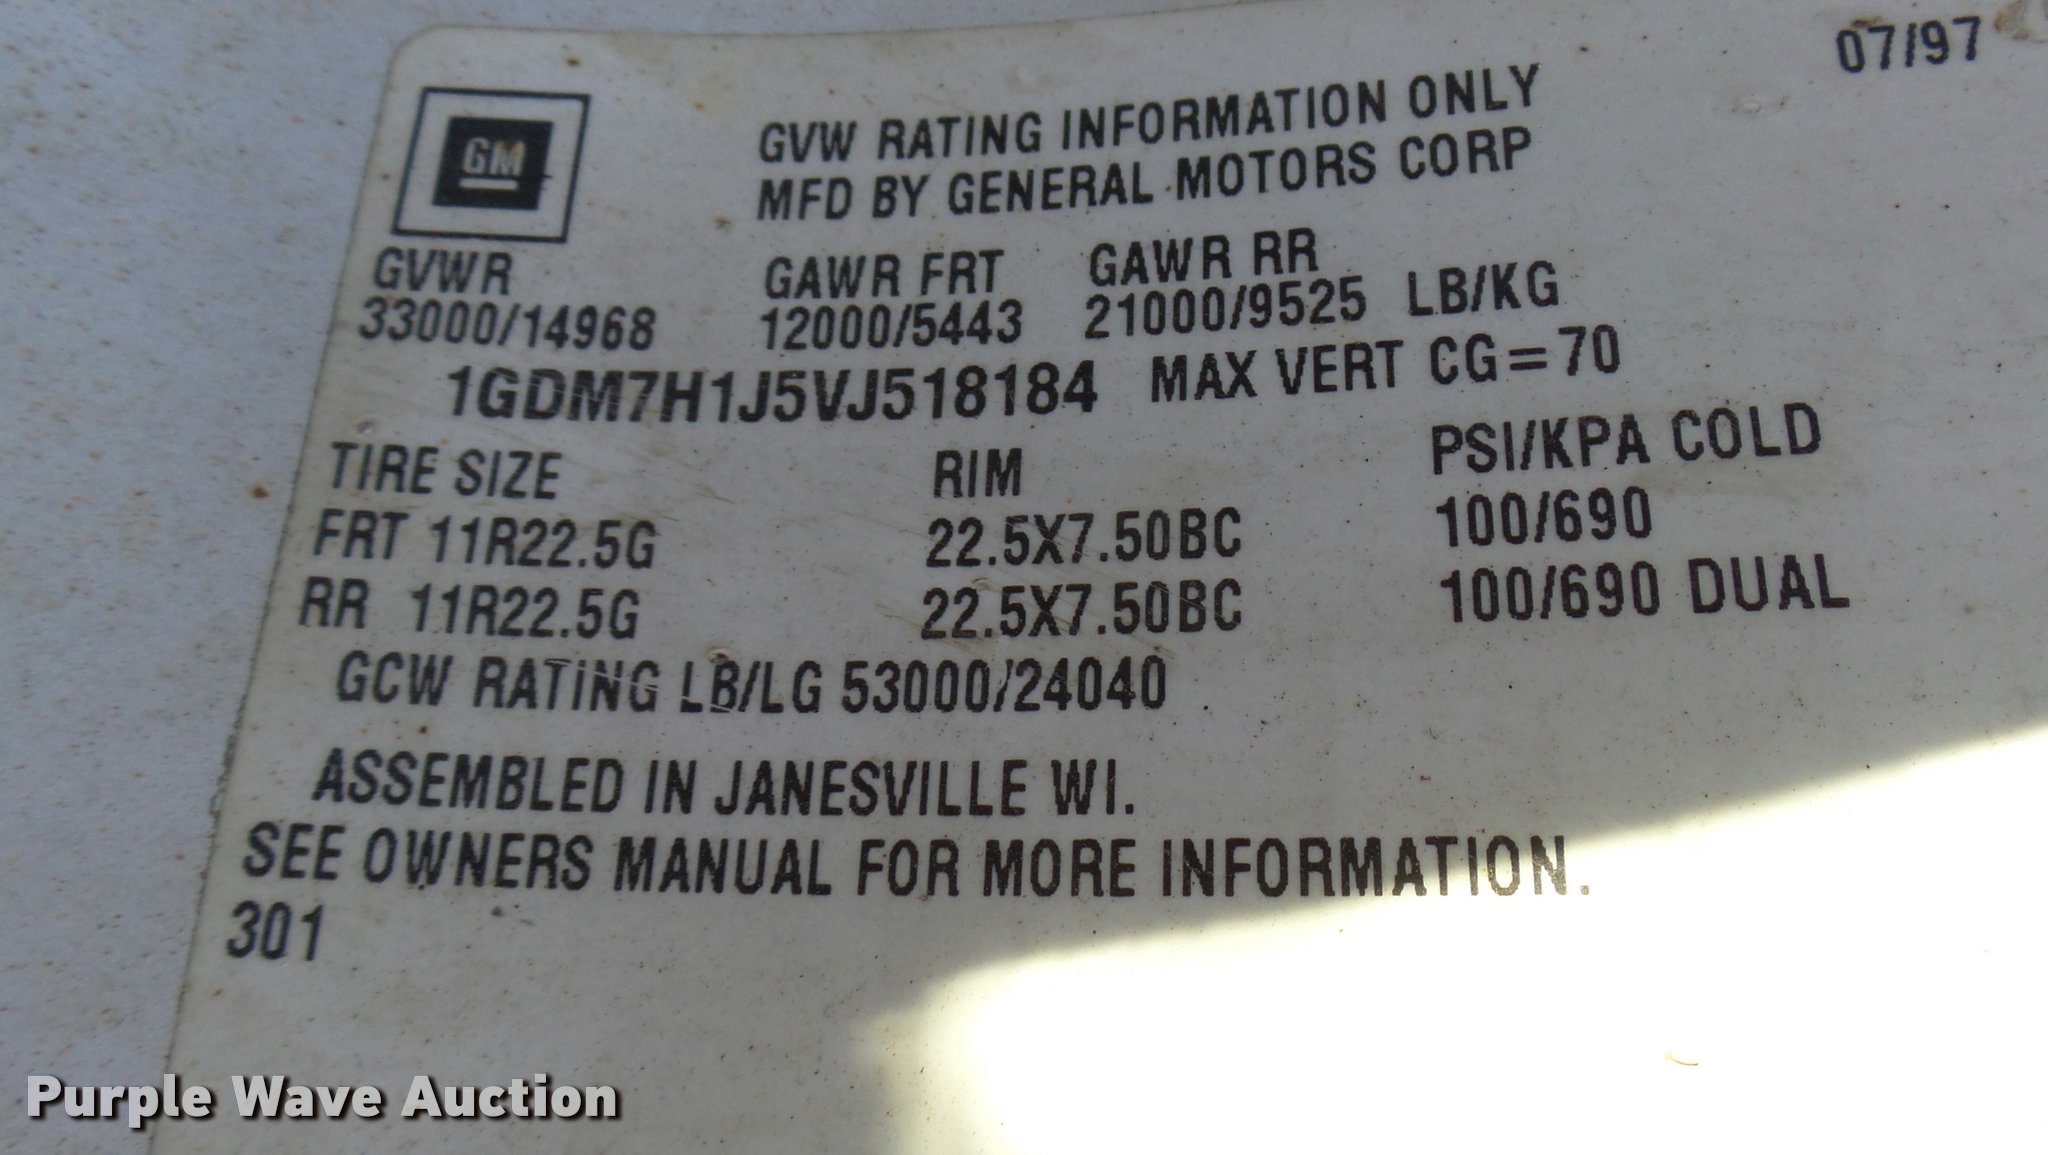 07/97
GM
GVW RATING INFORMATION ONLY
MFD BY GENERAL MOTORS CORP
GVWR GAWR FRT GAWR RR
33000/14968 12000/5443 21000/9525 LB/KG
1GDM7H1J5VJ518184 MAX VERT CG=70
TIRE SIZE RIM PSI/KPA COLD
FRT 11R22.5G 22.5X7.50BC 100/690
RR 11R22.5G 22.5X7.50BC 100/690 DUAL
GCW RATING LB/LG 53000/24040
ASSEMBLED IN JANESVILLE WI.
SEE OWNERS MANUAL FOR MORE INFORMATION.
301
Purple Wave Auction